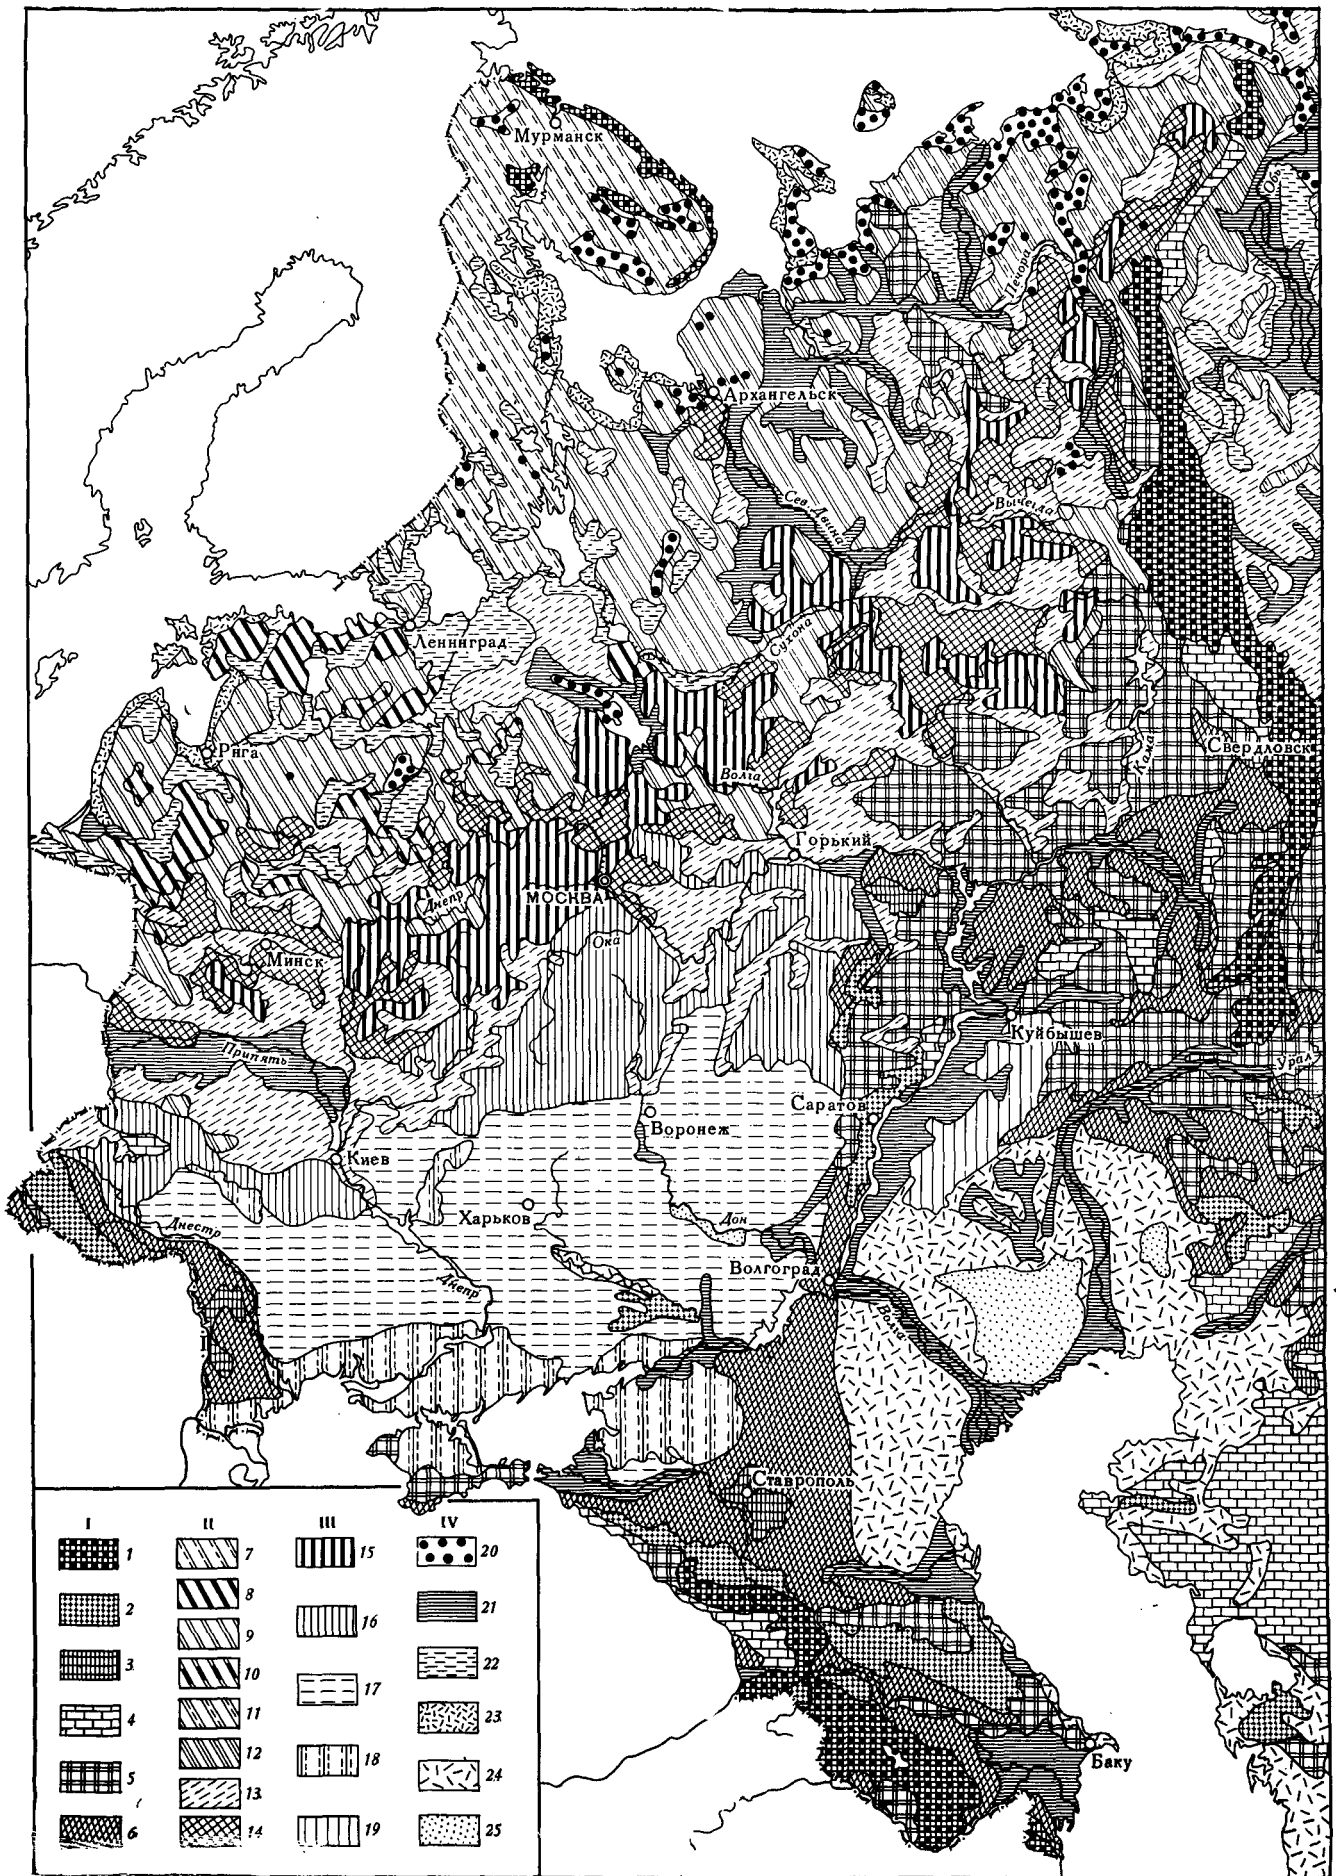 Мурманск
Обь
Печора
Архангельск
Сев. Двина
Вычегда
Сухона
Ленинград
Рига
Волга
Кама
Свердловск
Горький
МОСКВА
Днепр
Ока
Минск
Куйбышев
Припять
Урал
Саратов
Воронеж
Киев
Харьков
Дон
Днестр
Волгоград
Днепр
Волга
Ставрополь
Баку
I II III IV
1 7 15 20
2 8 16 21
3 9 17 22
4 10 18 23
5 11 19 24
6 12 25
13
14